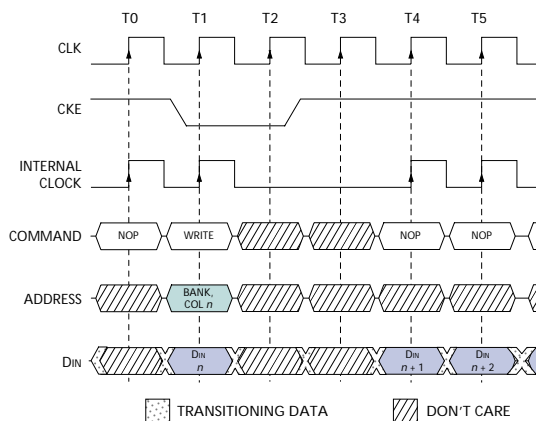 T0 T1 T2 T3 T4 T5
CLK
CKE
INTERNAL
CLOCK
COMMAND NOP WRITE NOP NOP
ADDRESS BANK,
COL n
DIN DIN
n DIN
n + 1 DIN
n + 2
TRANSITIONING DATA DON'T CARE